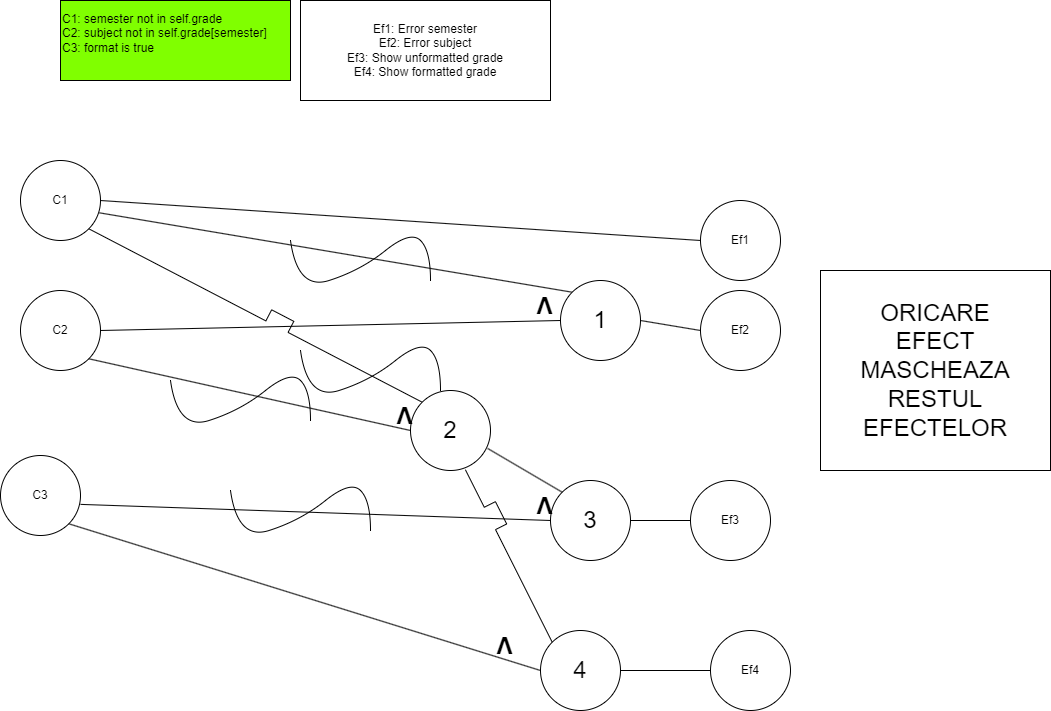 C1: semester not in self.grade
C2: subject not in self.grade[semester]
C3: format is true
Ef1: Error semester
Ef2: Error subject
Ef3: Show unformatted grade
Ef4: Show formatted grade
C1
Ef1
Λ
1
C2
Ef2
ORICARE
EFECT
MASCHEAZA
RESTUL
EFECTELOR
Λ
2
C3
Λ
3
Ef3
Λ
4
Ef4